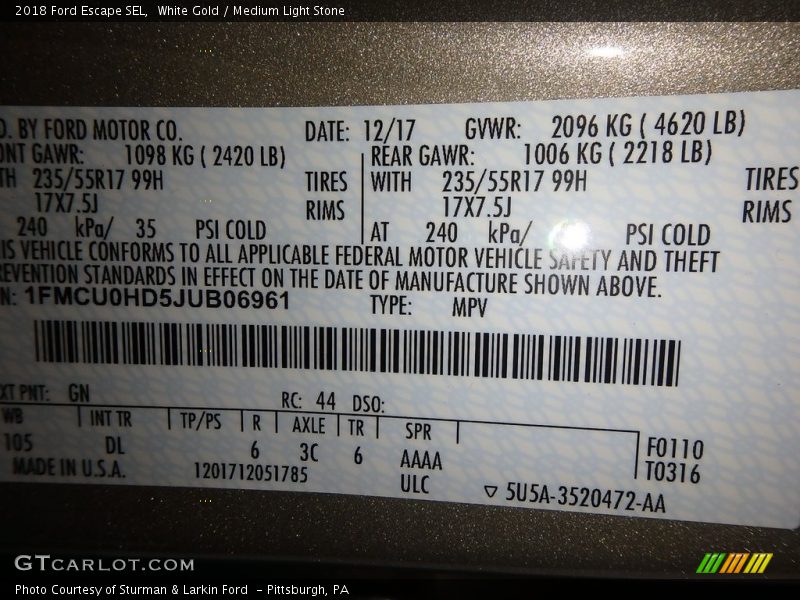 2018 Ford Escape SEL, White Gold / Medium Light Stone
D. BY FORD MOTOR CO. DATE: 12/17 GVWR: 2096 KG ( 4620 LB)
ONT GAWR: 1098 KG ( 2420 LB) REAR GAWR: 1006 KG ( 2218 LB)
TH 235/55R17 99H TIRES WITH 235/55R17 99H TIRES
17X7.5J RIMS 17X7.5J RIMS
240 kPa/ 35 PSI COLD AT 240 kPa/ PSI COLD
IS VEHICLE CONFORMS TO ALL APPLICABLE FEDERAL MOTOR VEHICLE SAFETY AND THEFT
REVENTION STANDARDS IN EFFECT ON THE DATE OF MANUFACTURE SHOWN ABOVE.
N: 1FMCU0HD5JUB06961 TYPE: MPV
XT PNT: GN RC: 44 DSO:
WB INT TR TP/PS R AXLE TR SPR
105 DL 6 3C 6 AAAA F0110
MADE IN U.S.A. 1201712051785 ULC T0316
5U5A-3520472-AA
GTCARLOT.COM
Photo Courtesy of Sturman & Larkin Ford - Pittsburgh, PA